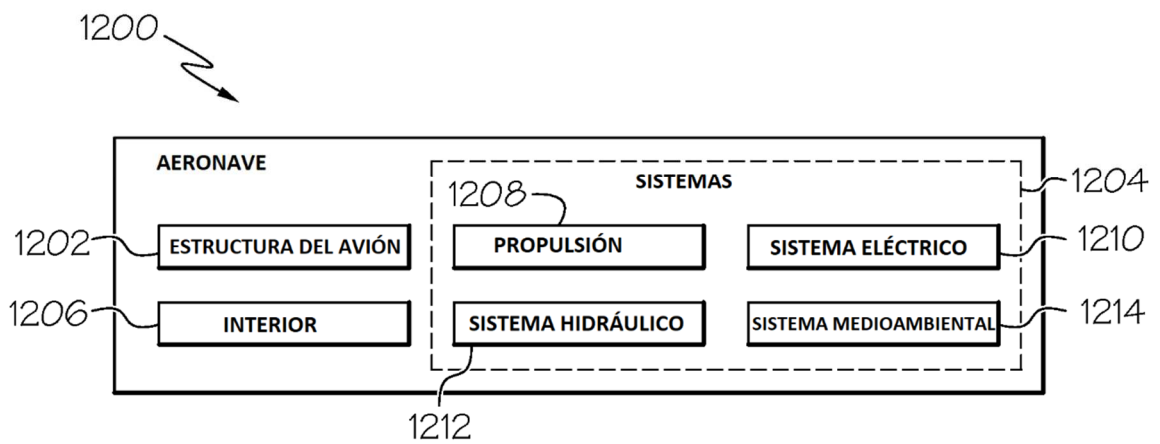 1200
AERONAVE
SISTEMAS
1204
1208
1202
ESTRUCTURA DEL AVIÓN
PROPULSIÓN
SISTEMA ELÉCTRICO
1210
1206
INTERIOR
SISTEMA HIDRÁULICO
SISTEMA MEDIOAMBIENTAL
1214
1212